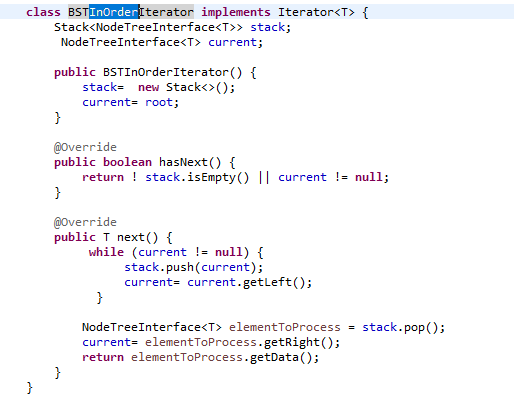 class BSTInOrderIterator implements Iterator<T> {
Stack<NodeTreeInterface<T>> stack;
NodeTreeInterface<T> current;
public BSTInOrderIterator() {
stack=  new Stack<>();
current= root;
}
@Override
public boolean hasNext() {
return ! stack.isEmpty() || current != null;
}
@Override
public T next() {
while (current != null) {
stack.push(current);
current= current.getLeft();
}
NodeTreeInterface<T> elementToProcess = stack.pop();
current= elementToProcess.getRight();
return elementToProcess.getData();
}
}